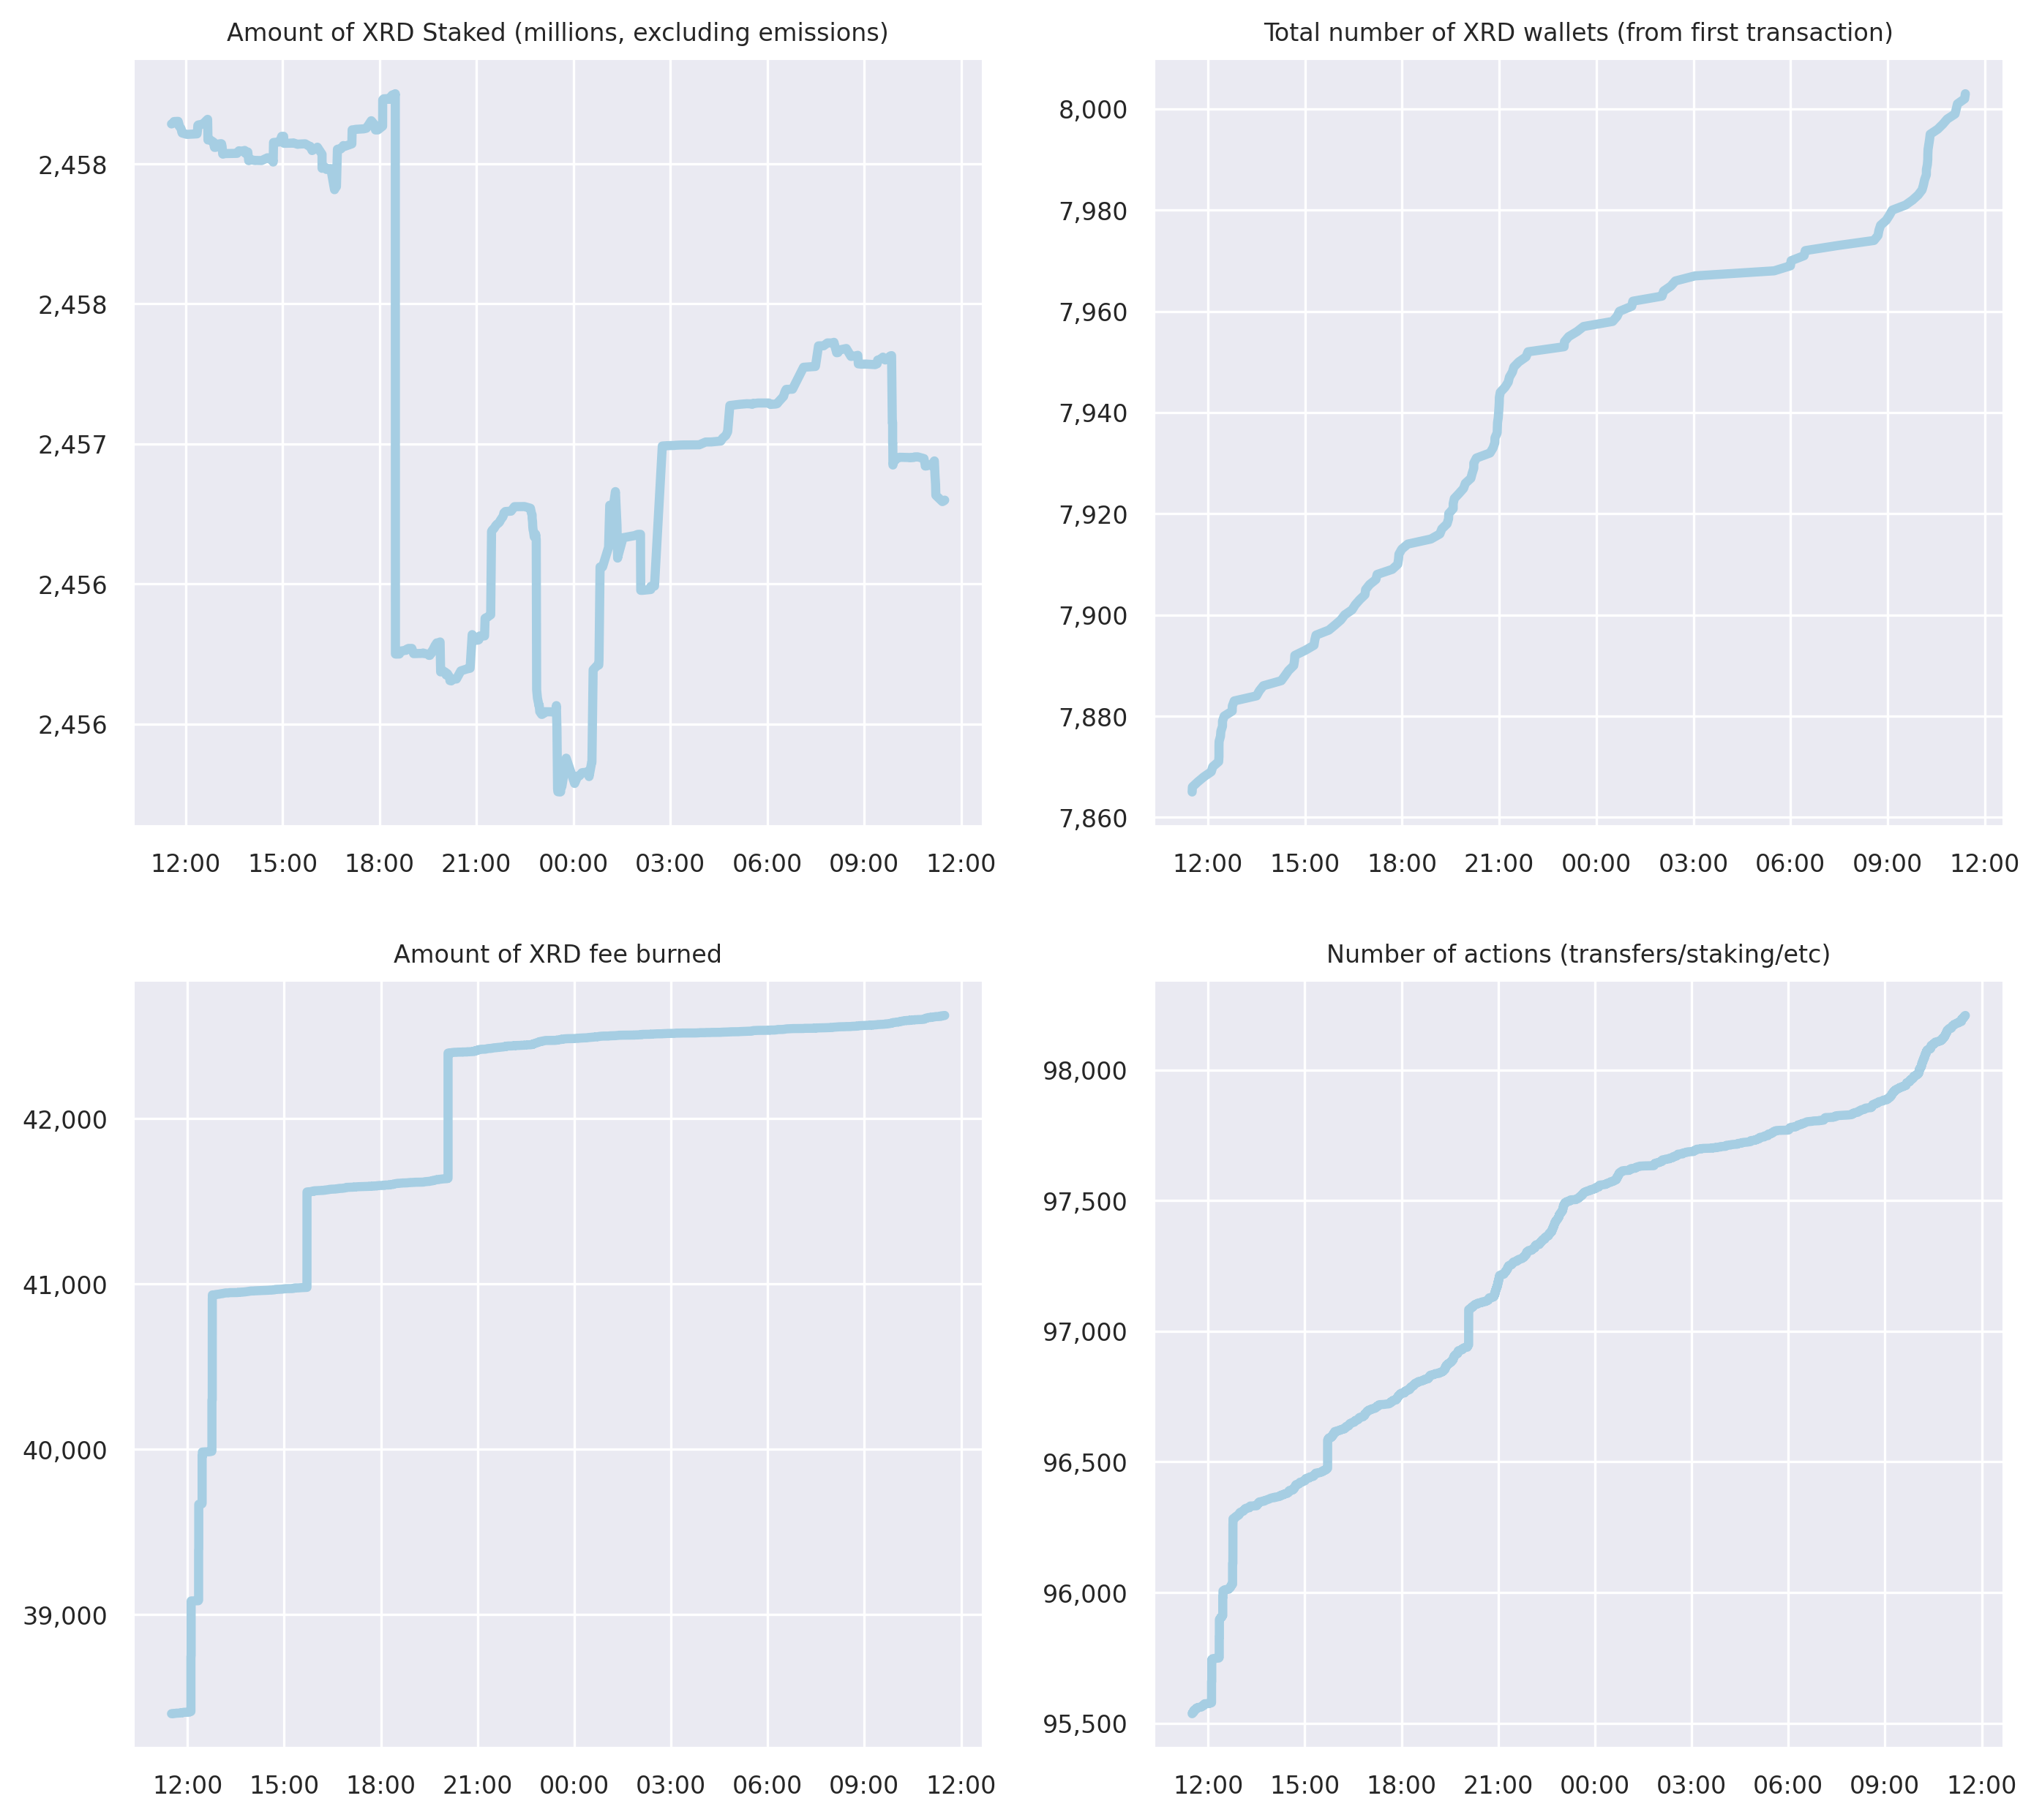 Amount of XRD Staked (millions, excluding emissions)
2,458
2,458
2,457
2,456
2,456
12:00 15:00 18:00 21:00 00:00 03:00 06:00 09:00 12:00
Total number of XRD wallets (from first transaction)
8,000
7,980
7,960
7,940
7,920
7,900
7,880
7,860
12:00 15:00 18:00 21:00 00:00 03:00 06:00 09:00 12:00
Amount of XRD fee burned
42,000
41,000
40,000
39,000
12:00 15:00 18:00 21:00 00:00 03:00 06:00 09:00 12:00
Number of actions (transfers/staking/etc)
98,000
97,500
97,000
96,500
96,000
95,500
12:00 15:00 18:00 21:00 00:00 03:00 06:00 09:00 12:00